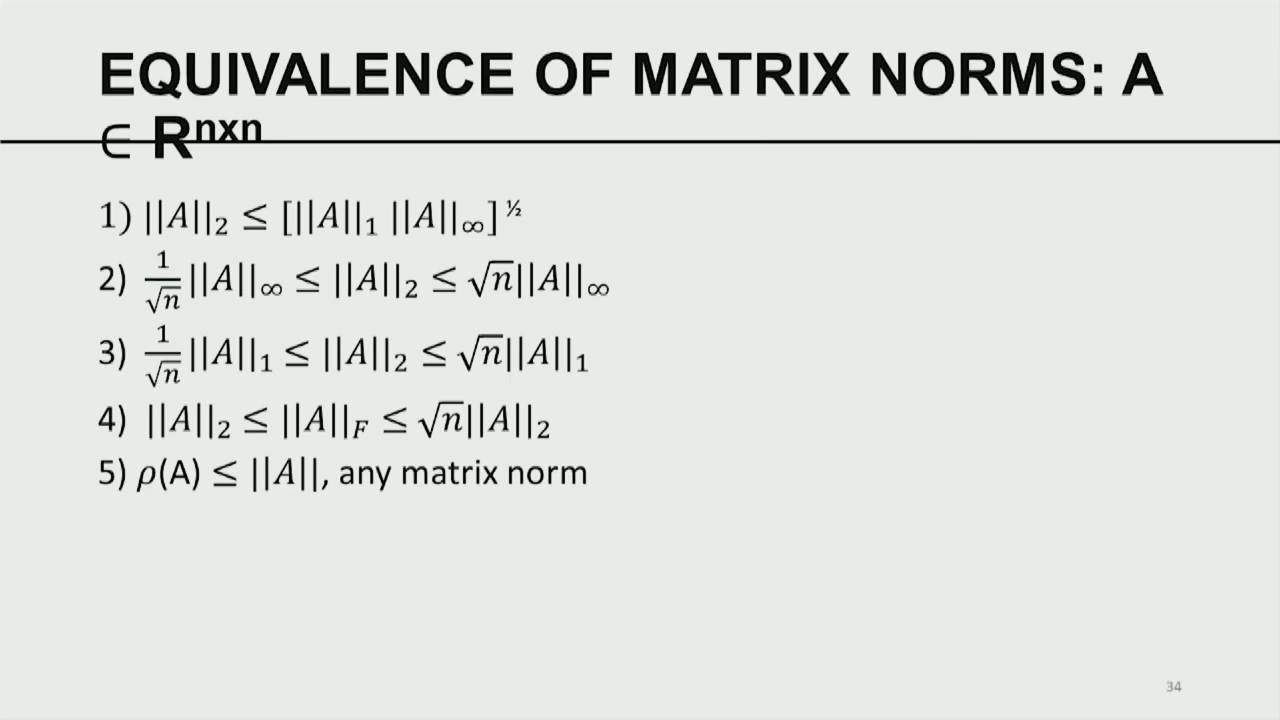 EQUIVALENCE OF MATRIX NORMS: A
∈ Rⁿˣⁿ
1) ||A||₂ ≤ [||A||₁ ||A||∞] ½
2) 1/√n ||A||∞ ≤ ||A||₂ ≤ √n||A||∞
3) 1/√n ||A||₁ ≤ ||A||₂ ≤ √n||A||₁
4) ||A||₂ ≤ ||A||_F ≤ √n||A||₂
5) ρ(A) ≤ ||A||, any matrix norm
34